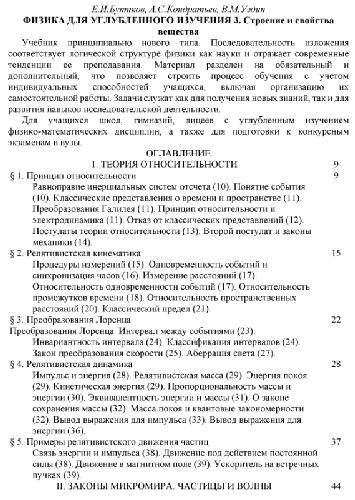 Е.И.Бутиков, А.С.Кондратьев, В.М.Уздин
ФИЗИКА ДЛЯ УГЛУБЛЕННОГО ИЗУЧЕНИЯ 3. Строение и свойства
вещества
Учебник принципиально нового типа. Последовательность изложения
соответствует логической структуре физики как науки и отражает современные
тенденции ее преподавания. Материал разделен на обязательный и
дополнительный, что позволяет строить процесс обучения с учетом
индивидуальных способностей учащихся, включая организацию их
самостоятельной работы. Задачи служат как для получения новых знаний, так и для
развития навыков исследовательской деятельности.
Для учащихся школ, гимназий, лицеев с углубленным изучением
физико-математических дисциплин, а также для подготовки к конкурсным
экзаменам в вузы.
ОГЛАВЛЕНИЕ
I. ТЕОРИЯ ОТНОСИТЕЛЬНОСТИ 9
§ 1. Принцип относительности 9
Равноправие инерциальных систем отсчета (10). Понятие события
(10). Классические представления о времени и пространстве (11).
Преобразования Галилея (11). Принцип относительности и
электродинамика (11). Отказ от классических представлений (12).
Постулаты теории относительности (13). Второй постулат и законы
механики (14).
§ 2. Релятивистская кинематика 15
Процедуры измерений (15). Одновременность событий и
синхронизация часов (16). Измерение расстояний (17).
Относительность одновременности событий (17). Относительность
промежутков времени (18). Относительность пространственных
расстояний (20). Классический предел (21).
§ 3. Преобразования Лоренца 22
Преобразования Лоренца. Интервал между событиями (23).
Инвариантность интервала (24). Классификация интервалов (24).
Закон преобразования скорости (25). Аберрация света (27).
§ 4. Релятивистская динамика 28
Импульс и энергия (28). Релятивистская масса (29). Энергия покоя
(29). Кинетическая энергия (29). Пропорциональность массы и
энергии (30). Эквивалентность энергии и массы (31). О законе
сохранения массы (32). Масса покоя и квантовые закономерности
(32). Вывод выражения для импульса (33). Вывод выражения для
энергии (36).
§ 5. Примеры релятивистского движения частиц 37
Связь энергии и импульса (38). Движение под действием постоянной
силы (38). Движение в магнитном поле (39). Ускоритель на встречных
пучках (39).
II. ЗАКОНЫ МИКРОМИРА. ЧАСТИЦЫ И ВОЛНЫ 44